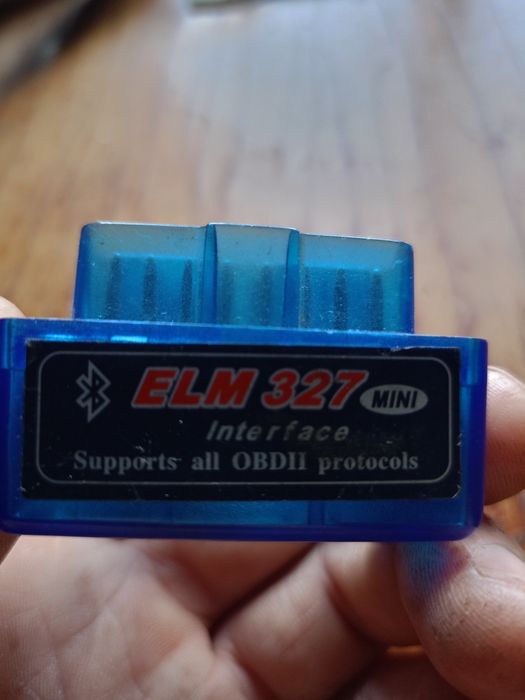 ELM 327 MINI
Interface
Supports all OBDII protocols